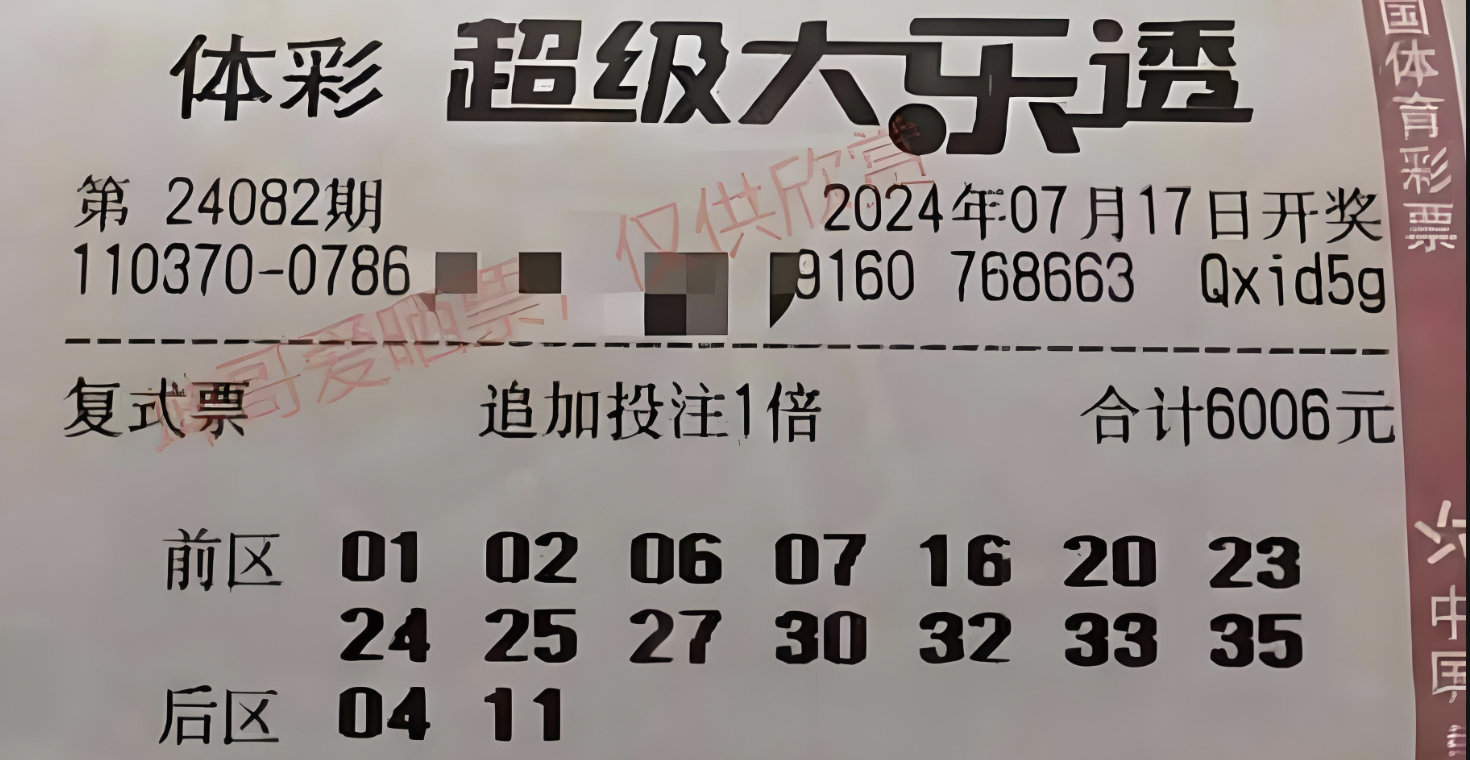 体彩 超级大乐透
第 24082期 2024年07月17日开奖
110370-0786 9160 768663 Qxid5g
复式票 追加投注1倍 合计6006元
前区 01 02 06 07 16 20 23
24 25 27 30 32 33 35
后区 04 11
哥爱晒票,仅供欣赏
国体育彩票
中国